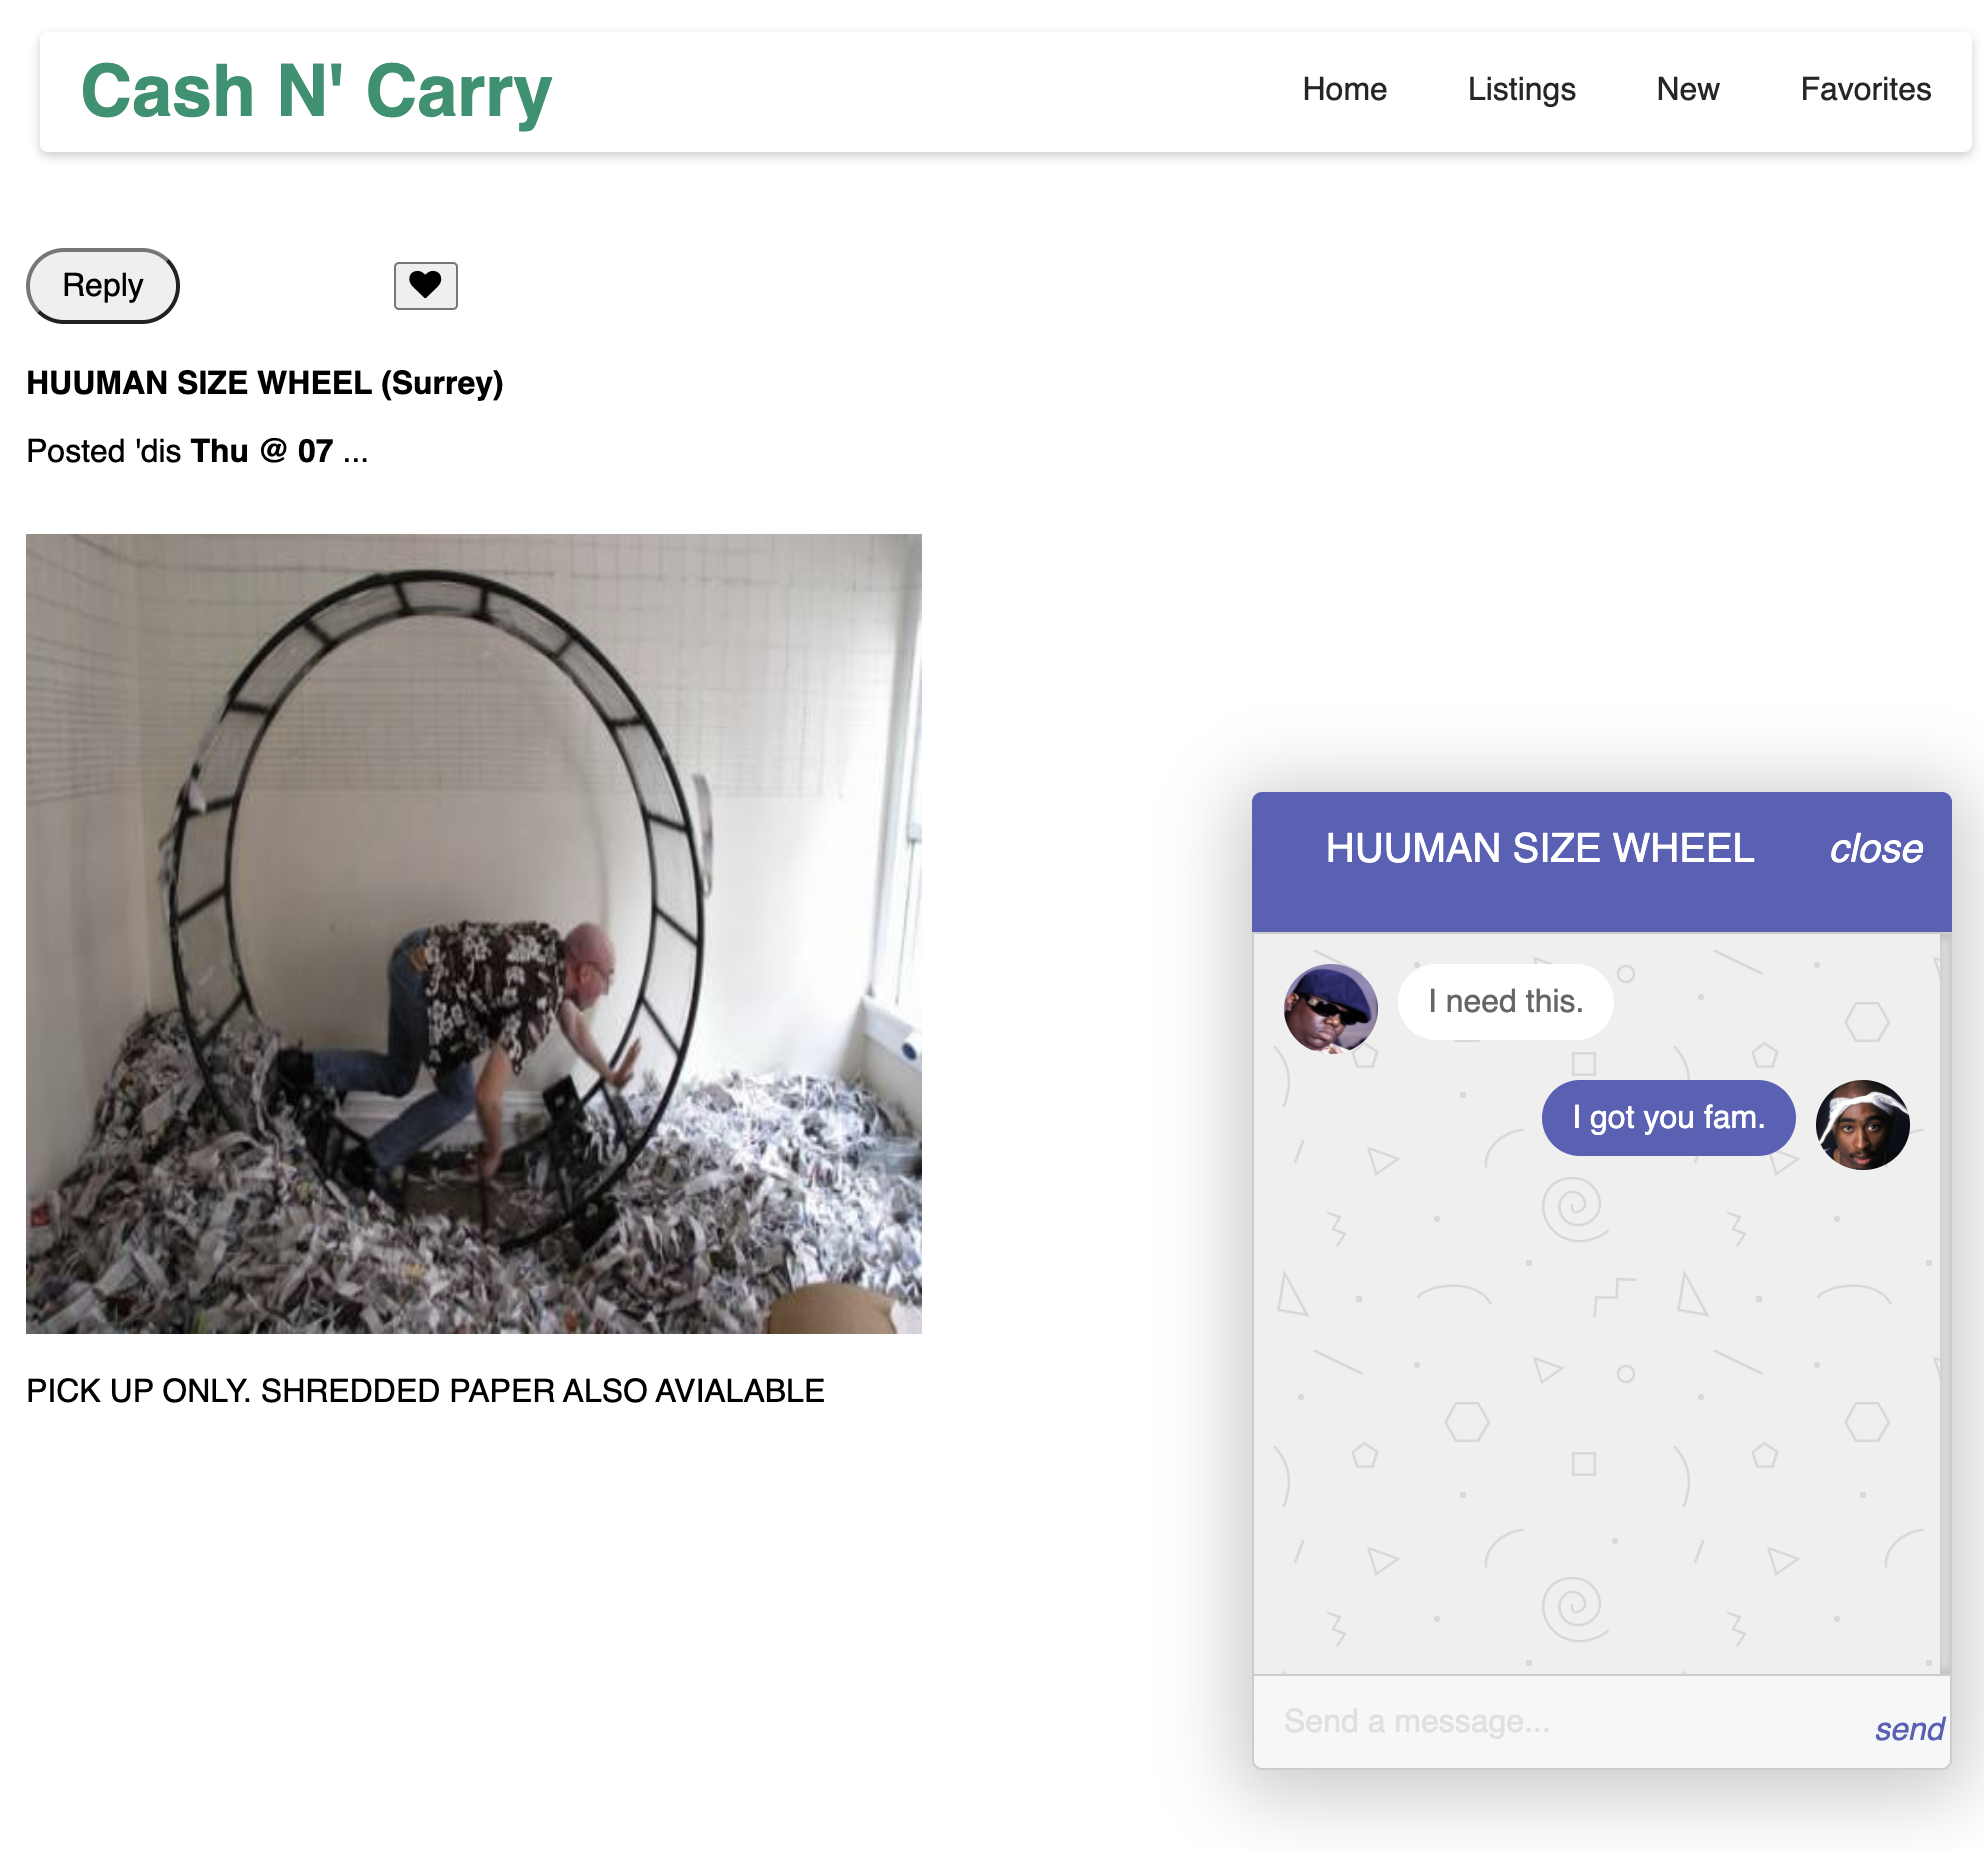 Cash N' Carry
Home Listings New Favorites
Reply
HUUMAN SIZE WHEEL (Surrey)
Posted 'dis Thu @ 07 ...
PICK UP ONLY. SHREDDED PAPER ALSO AVIALABLE
HUUMAN SIZE WHEEL close
I need this.
I got you fam.
Send a message... send